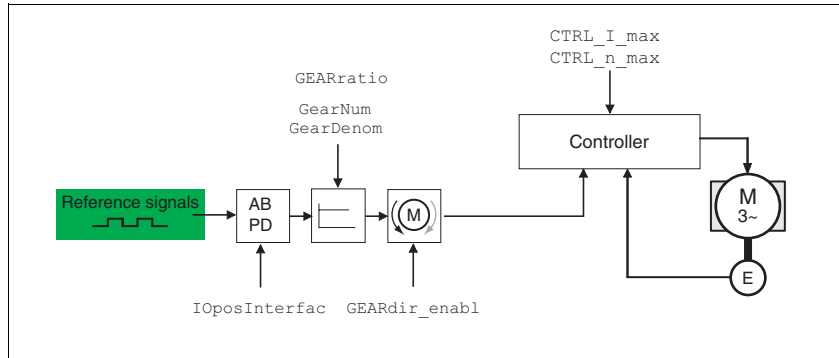 CTRL_I_max
CTRL_n_max
GEARratio
GearNum
GearDenom
Controller
Reference signals
AB
PD
M
M
3~
E
IOposInterfac
GEARdir_enabl